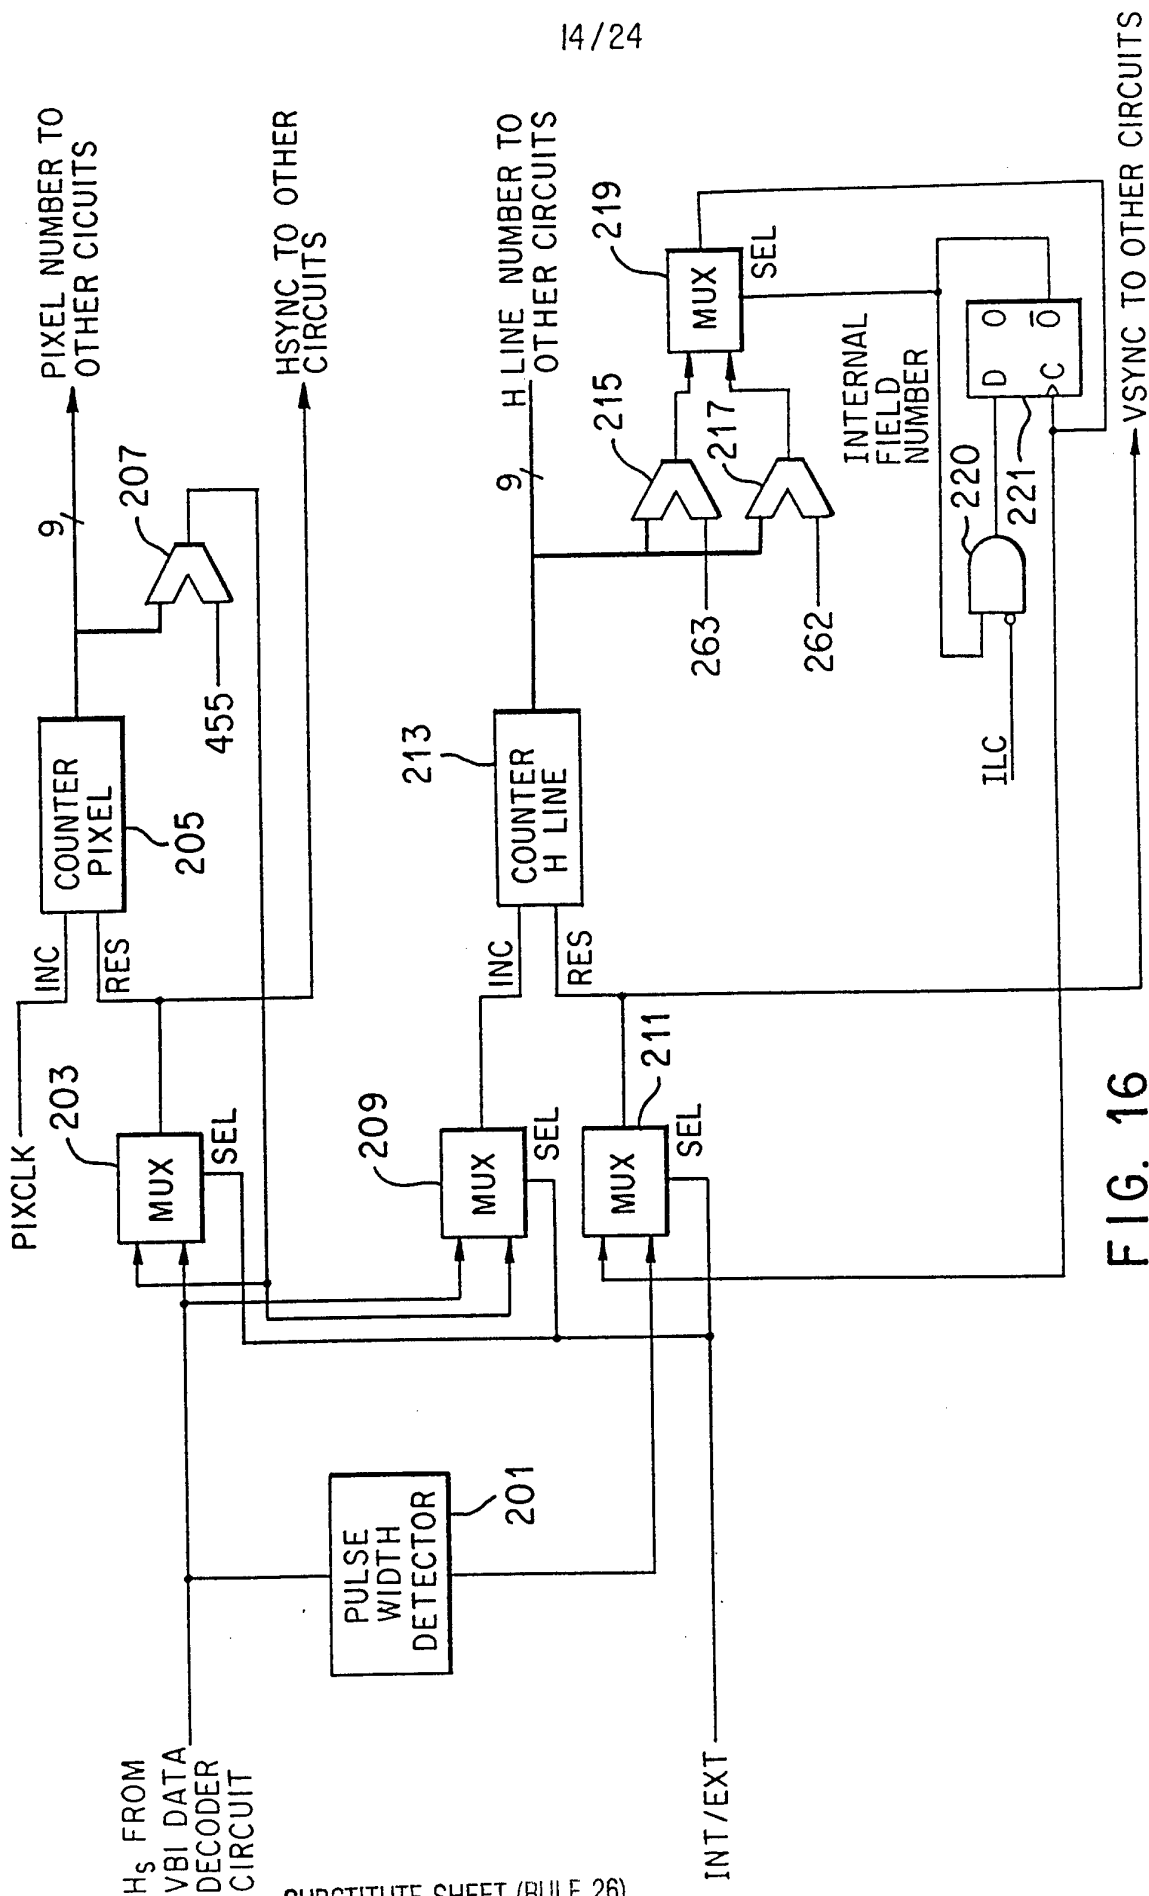 14/24
PIXEL NUMBER TO
OTHER CICUITS
9
207
455
HSYNC TO OTHER
CIRCUITS
COUNTER
PIXEL
205
INC
RES
PIXCLK
203
MUX
SEL
H LINE NUMBER TO
OTHER CIRCUITS
9
213
COUNTER
H LINE
INC
RES
209
MUX
SEL
211
MUX
SEL
215
217
263
262
219
MUX
SEL
INTERNAL
FIELD
NUMBER
220
221
D O
C O
ILC
VSYNC TO OTHER CIRCUITS
PULSE
WIDTH
DETECTOR
201
HS FROM
VBI DATA
DECODER
CIRCUIT
INT/EXT
FIG. 16
SUBSTITUTE SHEET (RULE 26)